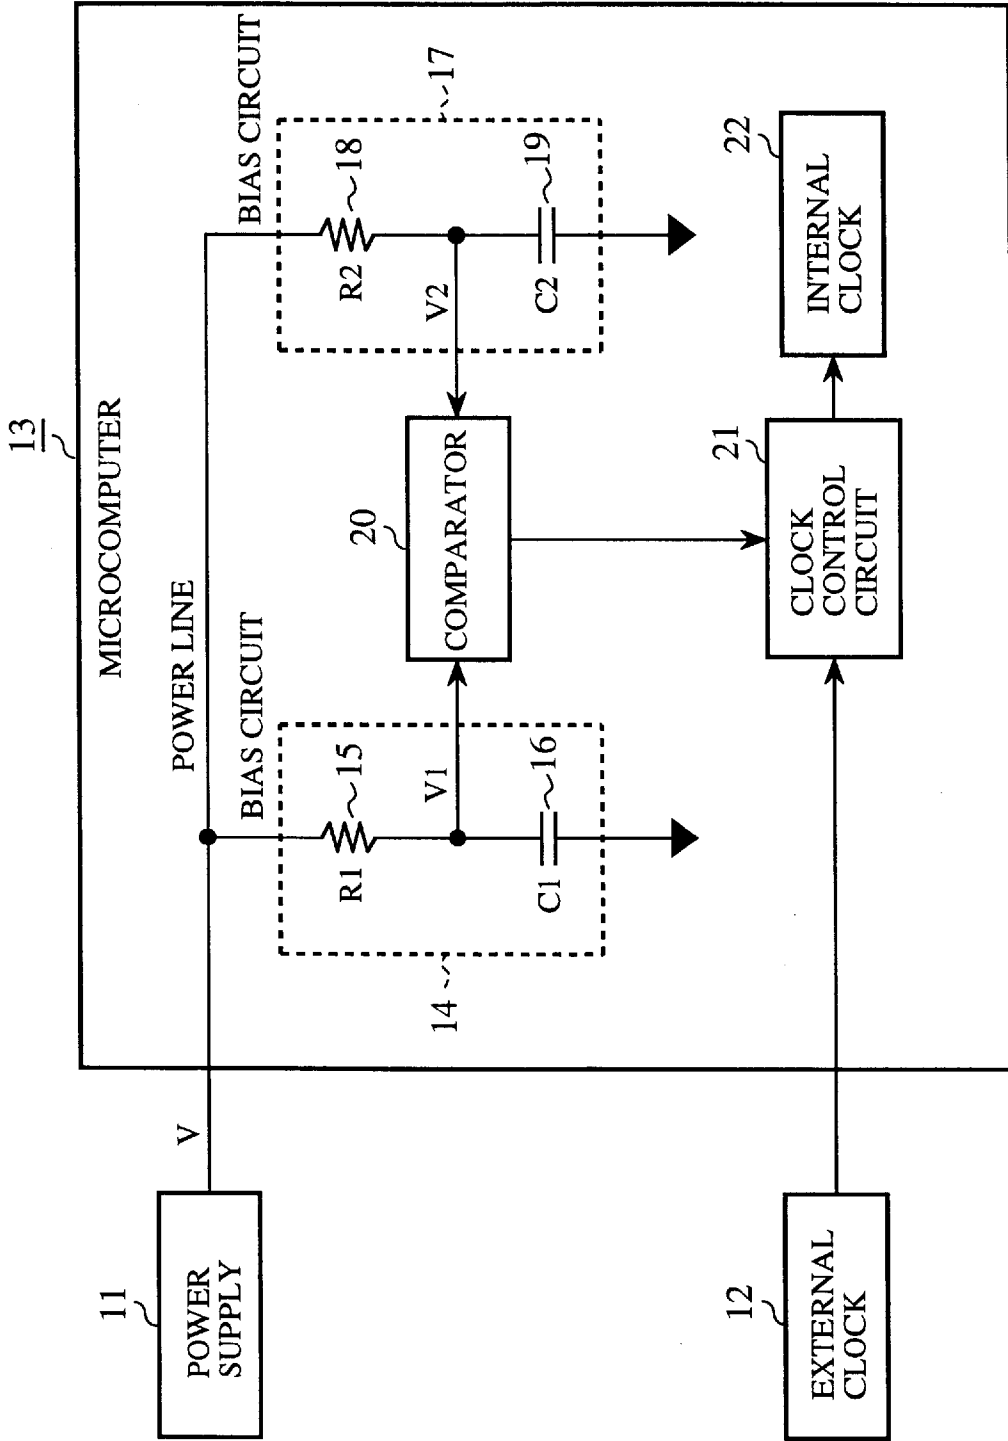 13
MICROCOMPUTER
11
POWER
SUPPLY
V
POWER LINE
BIAS CIRCUIT
BIAS CIRCUIT
14
R1
15
V1
C1
16
20
COMPARATOR
17
R2
18
V2
C2
19
12
EXTERNAL
CLOCK
21
CLOCK
CONTROL
CIRCUIT
22
INTERNAL
CLOCK